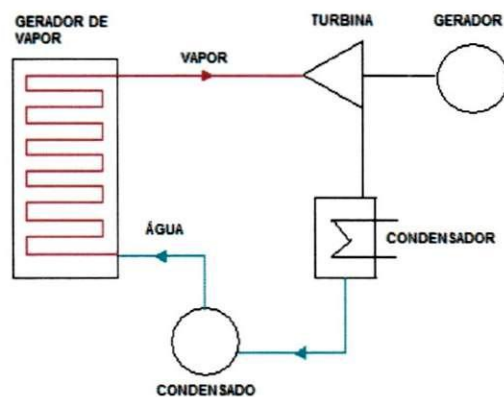 GERADOR DE
VAPOR
TURBINA
GERADOR
VAPOR
ÁGUA
CONDENSADOR
CONDENSADO